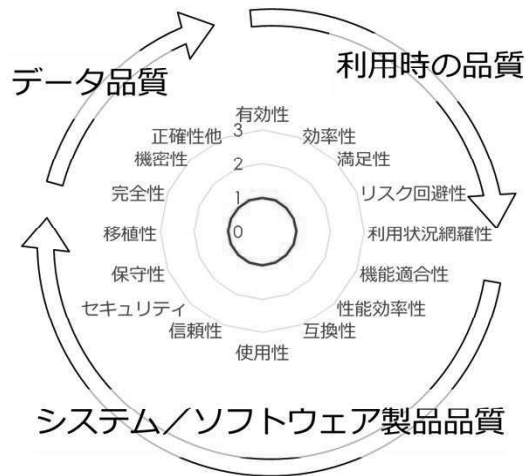 データ品質
利用時の品質
有効性
正確性他
3
効率性
機密性
2
満足性
完全性
1
リスク回避性
移植性
0
利用状況網羅性
保守性
機能適合性
セキュリティ
性能効率性
信頼性
互換性
使用性
システム／ソフトウェア製品品質